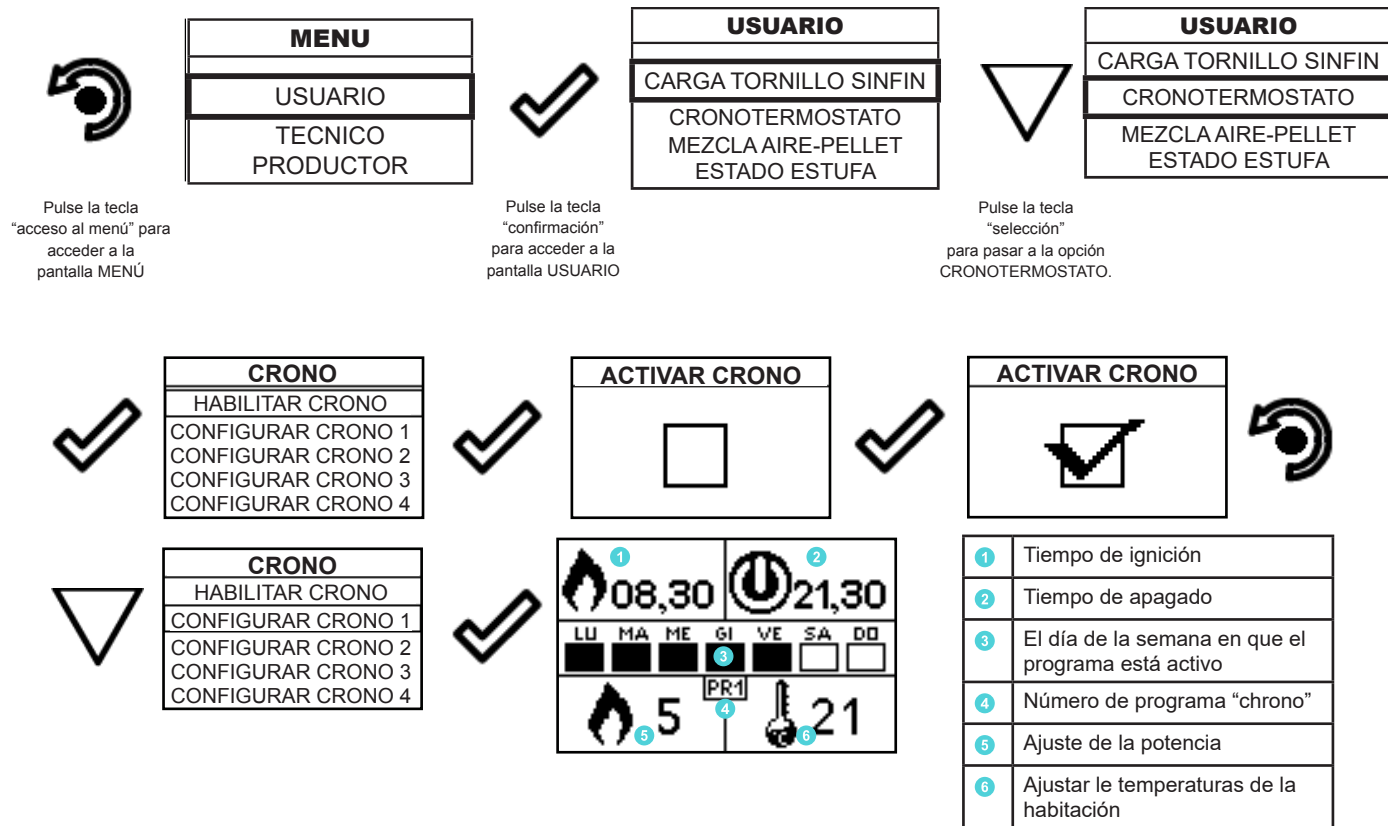 MENU
USUARIO
TECNICO
PRODUCTOR
USUARIO
CARGA TORNILLO SINFIN
CRONOTERMOSTATO
MEZCLA AIRE-PELLET
ESTADO ESTUFA
USUARIO
CARGA TORNILLO SINFIN
CRONOTERMOSTATO
MEZCLA AIRE-PELLET
ESTADO ESTUFA
Pulse la tecla
“acceso al menú” para
acceder a la
pantalla MENÚ
Pulse la tecla
“confirmación”
para acceder a la
pantalla USUARIO
Pulse la tecla
“selección”
para pasar a la opción
CRONOTERMOSTATO.
CRONO
HABILITAR CRONO
CONFIGURAR CRONO 1
CONFIGURAR CRONO 2
CONFIGURAR CRONO 3
CONFIGURAR CRONO 4
ACTIVAR CRONO
ACTIVAR CRONO
CRONO
HABILITAR CRONO
CONFIGURAR CRONO 1
CONFIGURAR CRONO 2
CONFIGURAR CRONO 3
CONFIGURAR CRONO 4
1 2
08,30 21,30
LU MA ME GI VE SA DO
3
PR1
4
5 5 6 21
1 Tiempo de ignición
2 Tiempo de apagado
3 El día de la semana en que el
programa está activo
4 Número de programa “chrono”
5 Ajuste de la potencia
6 Ajustar le temperaturas de la
habitación